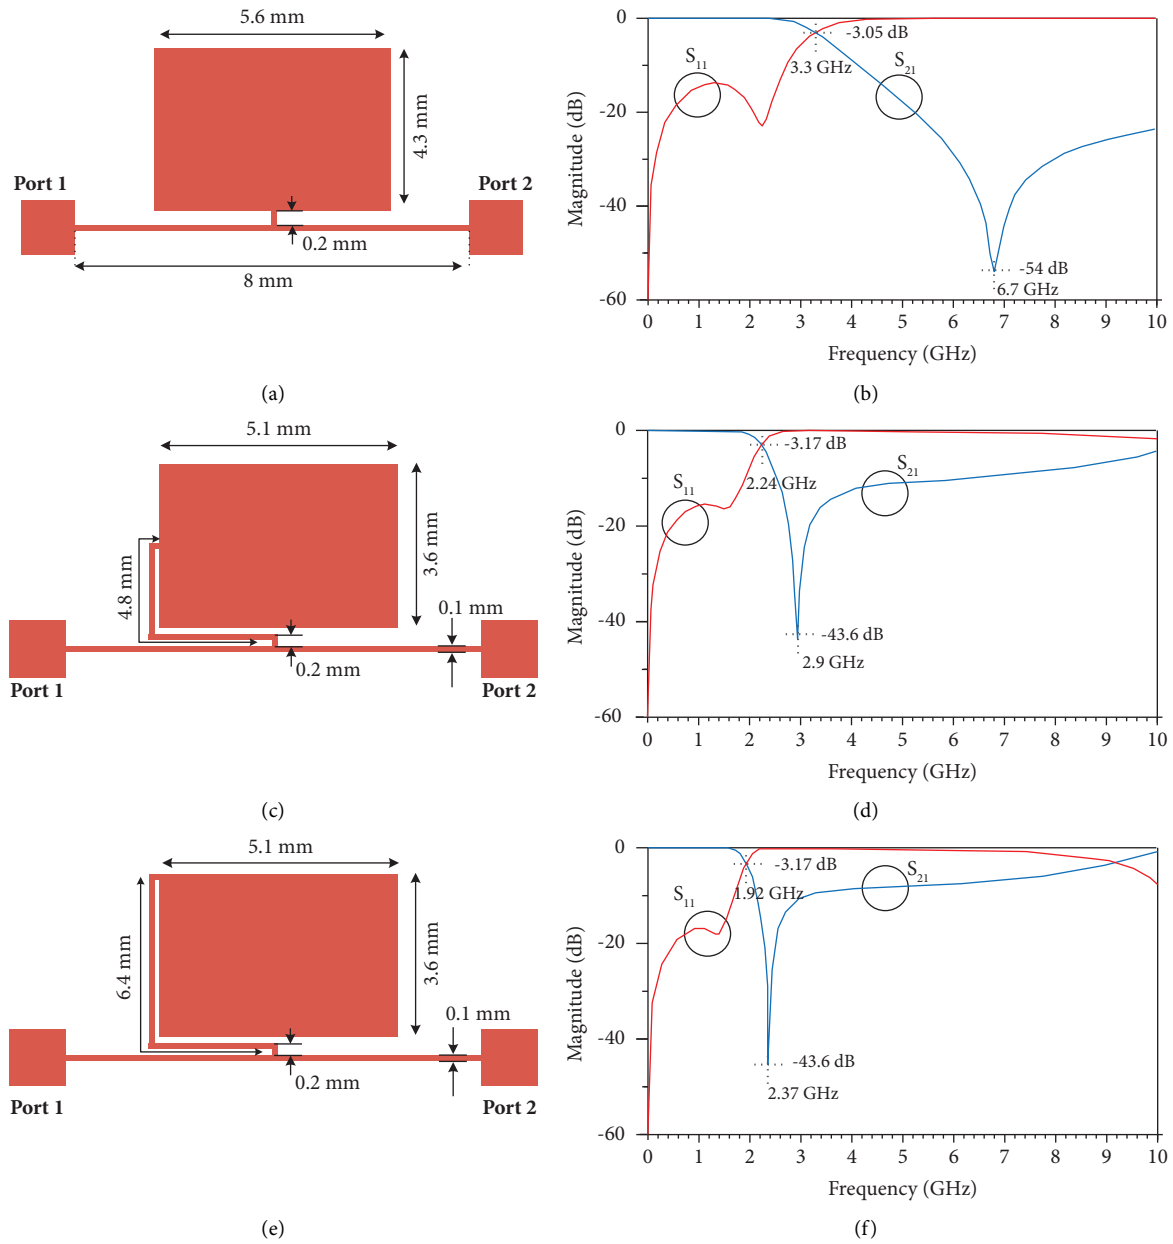 5.6 mm
4.3 mm
Port 1
Port 2
0.2 mm
8 mm
(a)
0
-20
-40
-60
Magnitude (dB)
S11
S21
-3.05 dB
3.3 GHz
-54 dB
6.7 GHz
0 1 2 3 4 5 6 7 8 9 10
Frequency (GHz)
(b)
5.1 mm
3.6 mm
4.8 mm
0.1 mm
0.2 mm
Port 1
Port 2
(c)
0
-20
-40
-60
Magnitude (dB)
S11
S21
-3.17 dB
2.24 GHz
-43.6 dB
2.9 GHz
0 1 2 3 4 5 6 7 8 9 10
Frequency (GHz)
(d)
5.1 mm
3.6 mm
6.4 mm
0.1 mm
0.2 mm
Port 1
Port 2
(e)
0
-20
-40
-60
Magnitude (dB)
S11
S21
-3.17 dB
1.92 GHz
-43.6 dB
2.37 GHz
0 1 2 3 4 5 6 7 8 9 10
Frequency (GHz)
(f)